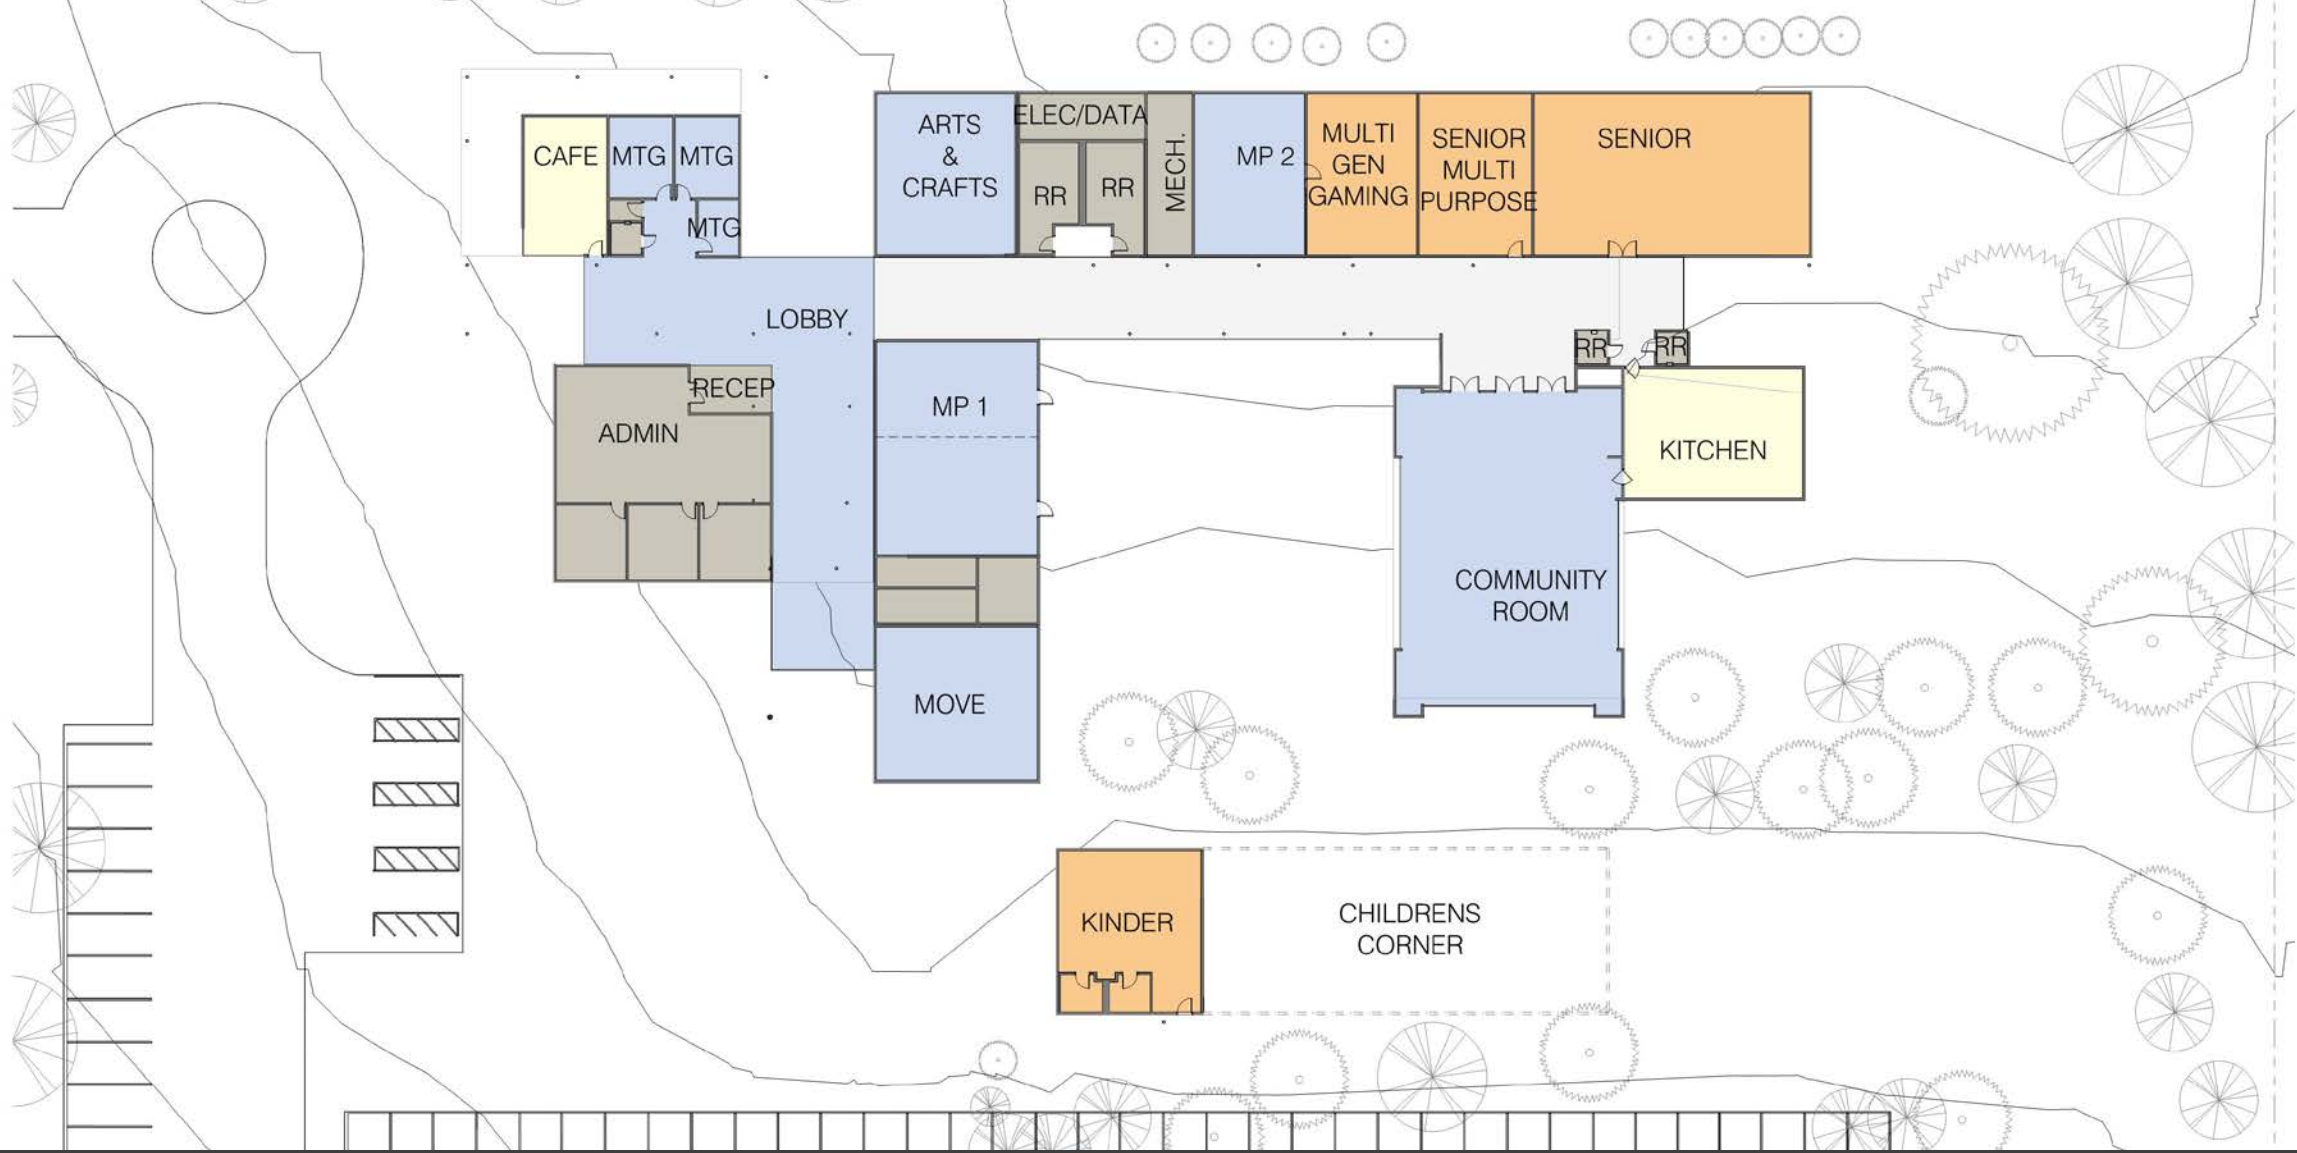 CAFE
MTG
MTG
MTG
ARTS
&
CRAFTS
ELEC/DATA
RR
RR
MECH.
MP 2
MULTI
GEN
GAMING
SENIOR
MULTI
PURPOSE
SENIOR
LOBBY
RECEP
ADMIN
MP 1
RR
RR
KITCHEN
COMMUNITY
ROOM
MOVE
KINDER
CHILDRENS
CORNER